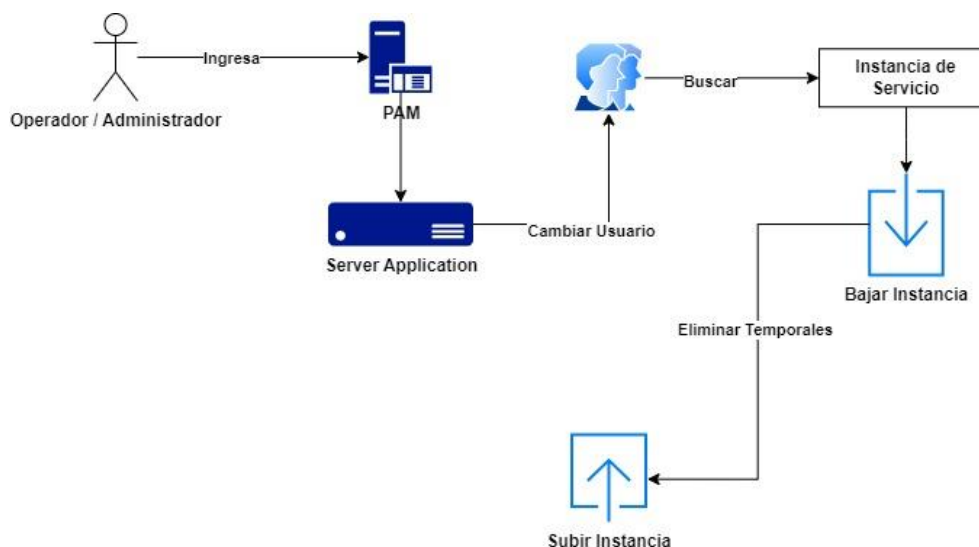 Ingresa
Operador / Administrador
PAM
Buscar
Instancia de
Servicio
Cambiar Usuario
Server Application
Bajar Instancia
Eliminar Temporales
Subir Instancia